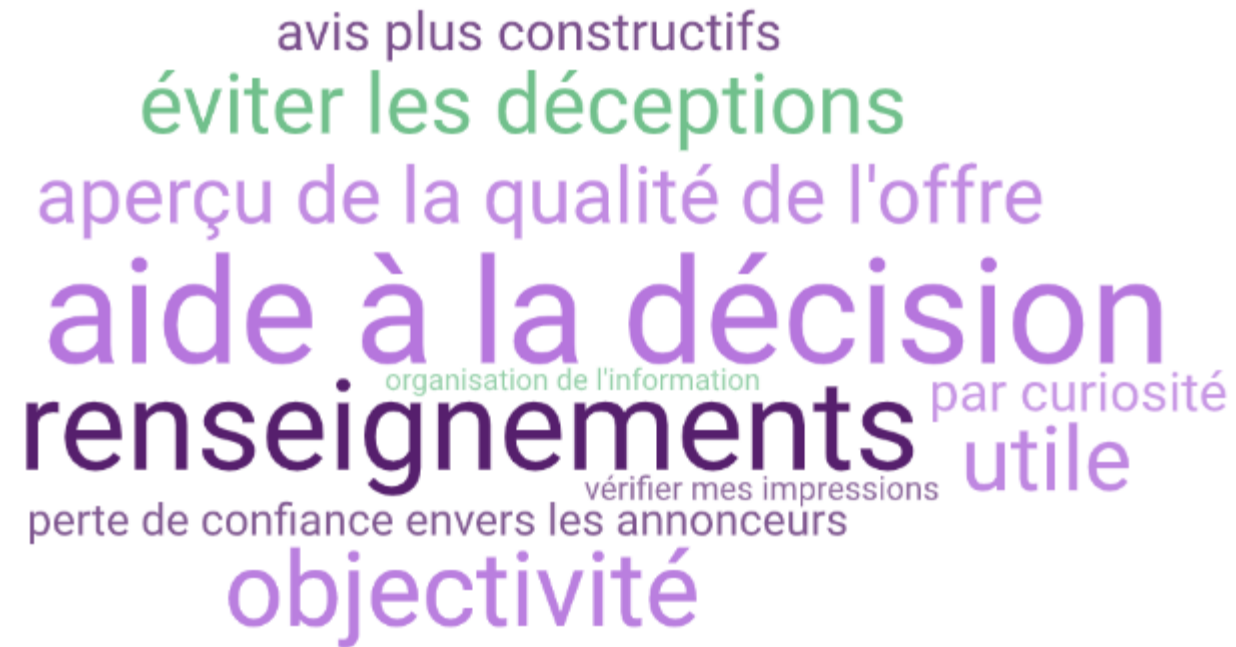 avis plus constructifs
éviter les déceptions
aperçu de la qualité de l'offre
aide à la décision
organisation de l'information
par curiosité
renseignements
utile
vérifier mes impressions
perte de confiance envers les annonceurs
objectivité